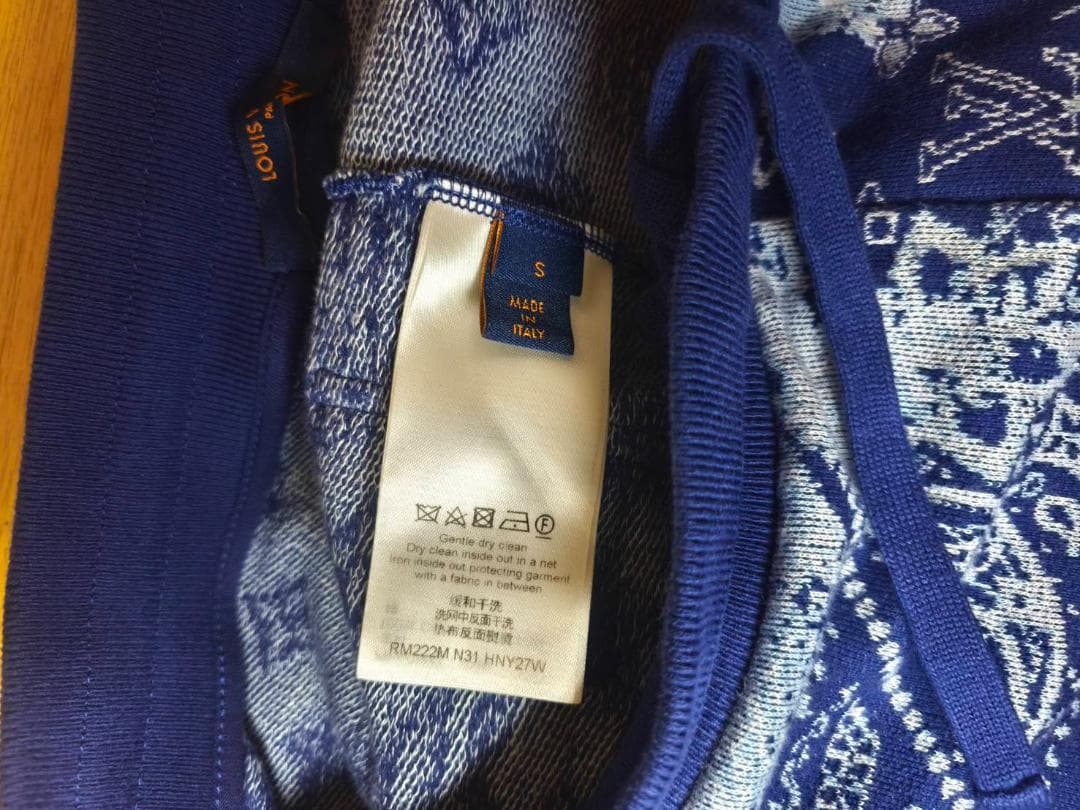 LOUIS
S
MADE
IN
ITALY
F
Gentle dry clean
Dry clean inside out in a net
Iron inside out protecting garment
with a fabric in between
缓和干洗
洗网中反面干洗
垫布反面熨烫
RM222M N31 HNY27W